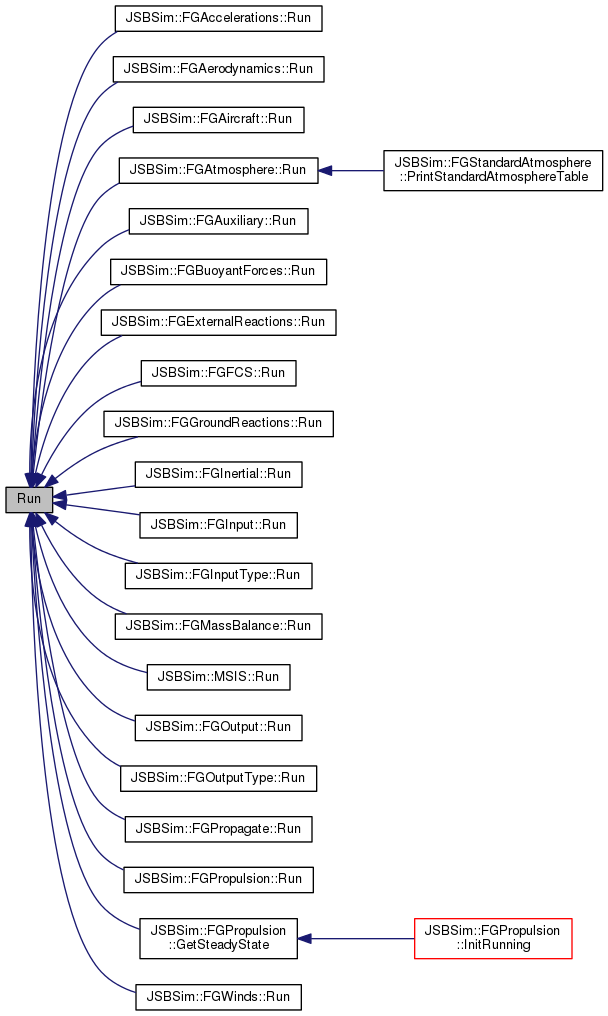 JSBSim::FGAccelerations::Run
JSBSim::FGAerodynamics::Run
JSBSim::FGAircraft::Run
JSBSim::FGAtmosphere::Run
JSBSim::FGStandardAtmosphere
::PrintStandardAtmosphereTable
JSBSim::FGAuxiliary::Run
JSBSim::FGBuoyantForces::Run
JSBSim::FGExternalReactions::Run
JSBSim::FGFCS::Run
JSBSim::FGGroundReactions::Run
JSBSim::FGInertial::Run
Run
JSBSim::FGInput::Run
JSBSim::FGInputType::Run
JSBSim::FGMassBalance::Run
JSBSim::MSIS::Run
JSBSim::FGOutput::Run
JSBSim::FGOutputType::Run
JSBSim::FGPropagate::Run
JSBSim::FGPropulsion::Run
JSBSim::FGPropulsion
::GetSteadyState
JSBSim::FGPropulsion
::InitRunning
JSBSim::FGWinds::Run